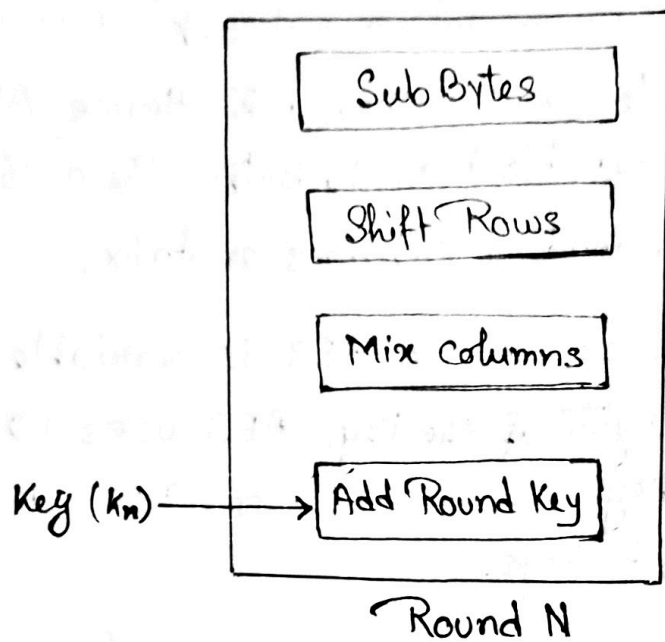 Sub Bytes
Shift Rows
Mix Columns
Key (Kn)
Add Round Key
Round N